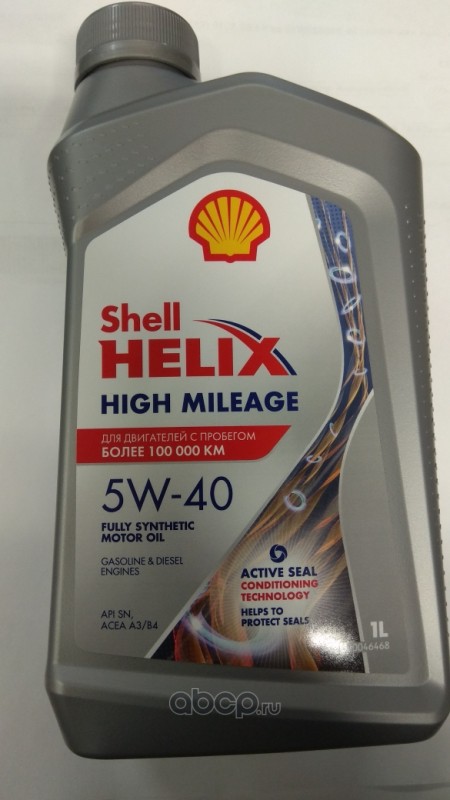 Shell
HELIX
HIGH MILEAGE
ДЛЯ ДВИГАТЕЛЕЙ С ПРОБЕГОМ
БОЛЕЕ 100 000 КМ
5W-40
FULLY SYNTHETIC
MOTOR OIL
GASOLINE & DIESEL
ENGINES
API SN,
ACEA A3/B4
ACTIVE SEAL
CONDITIONING
TECHNOLOGY
HELPS TO
PROTECT SEALS
1L
abcp.ru